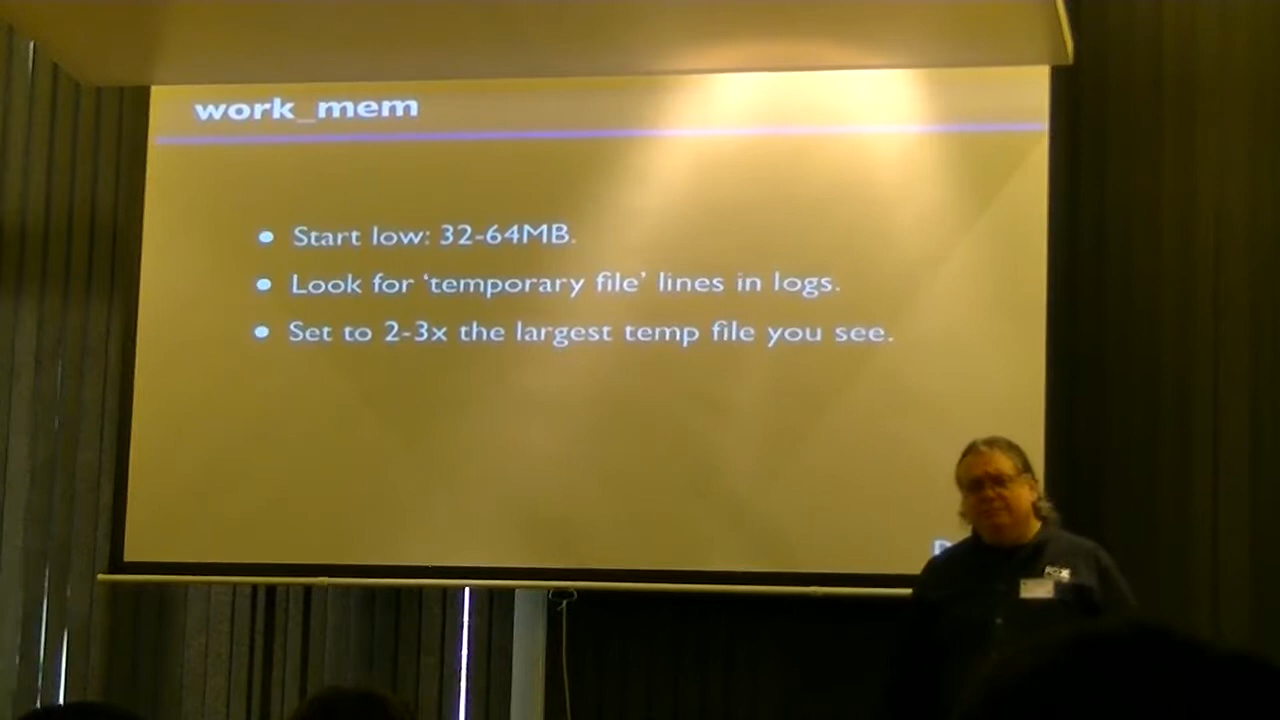 work_mem
• Start low: 32-64MB.
• Look for ‘temporary file’ lines in logs.
• Set to 2-3x the largest temp file you see.